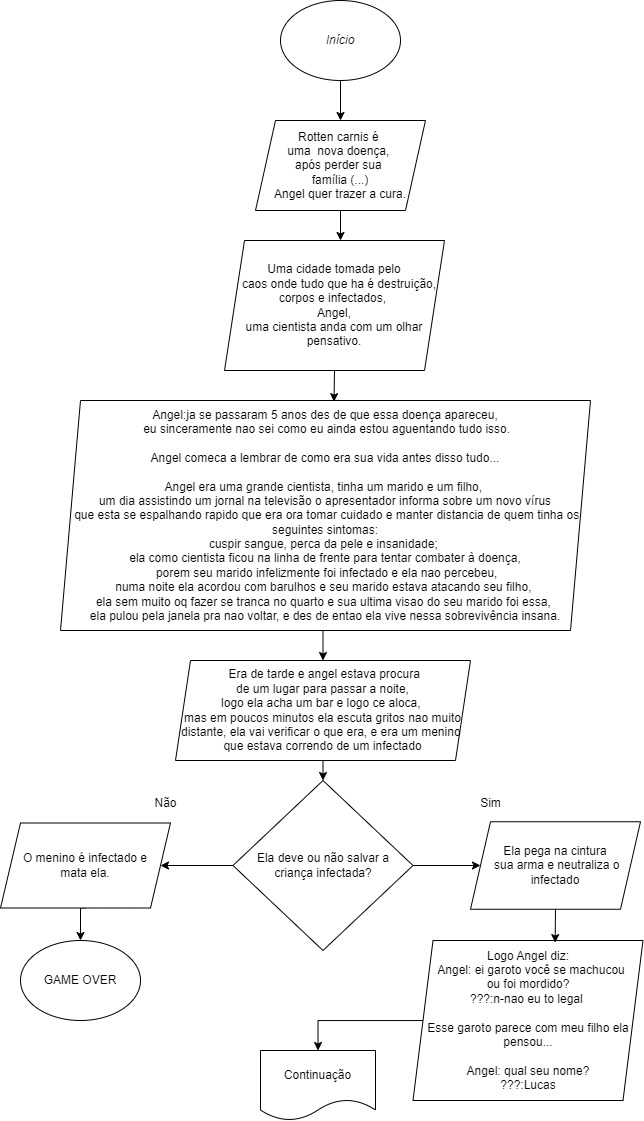 Início
Rotten carnis é
uma nova doença,
após perder sua
família (...)
Angel quer trazer a cura.
Uma cidade tomada pelo
caos onde tudo que ha é destruição,
corpos e infectados,
Angel,
uma cientista anda com um olhar
pensativo.
Angel:ja se passaram 5 anos des de que essa doença apareceu,
eu sinceramente nao sei como eu ainda estou aguentando tudo isso.
Angel comeca a lembrar de como era sua vida antes disso tudo...
Angel era uma grande cientista, tinha um marido e um filho,
um dia assistindo um jornal na televisão o apresentador informa sobre um novo vírus
que esta se espalhando rapido que era ora tomar cuidado e manter distancia de quem tinha os
seguintes sintomas:
cuspir sangue, perca da pele e insanidade;
ela como cientista ficou na linha de frente para tentar combater à doença,
porem seu marido infelizmente foi infectado e ela nao percebeu,
numa noite ela acordou com barulhos e seu marido estava atacando seu filho,
ela sem muito oq fazer se tranca no quarto e sua ultima visao do seu marido foi essa,
ela pulou pela janela pra nao voltar, e des de entao ela vive nessa sobrevivência insana.
Era de tarde e angel estava procura
de um lugar para passar a noite,
logo ela acha um bar e logo ce aloca,
mas em poucos minutos ela escuta gritos nao muito
distante, ela vai verificar o que era, e era um menino
que estava correndo de um infectado
Não
Sim
O menino é infectado e
mata ela.
Ela deve ou não salvar a
criança infectada?
Ela pega na cintura
sua arma e neutraliza o
infectado
GAME OVER
Logo Angel diz:
Angel: ei garoto você se machucou
ou foi mordido?
???:n-nao eu to legal
Esse garoto parece com meu filho ela
pensou...
Angel: qual seu nome?
???:Lucas
Continuação